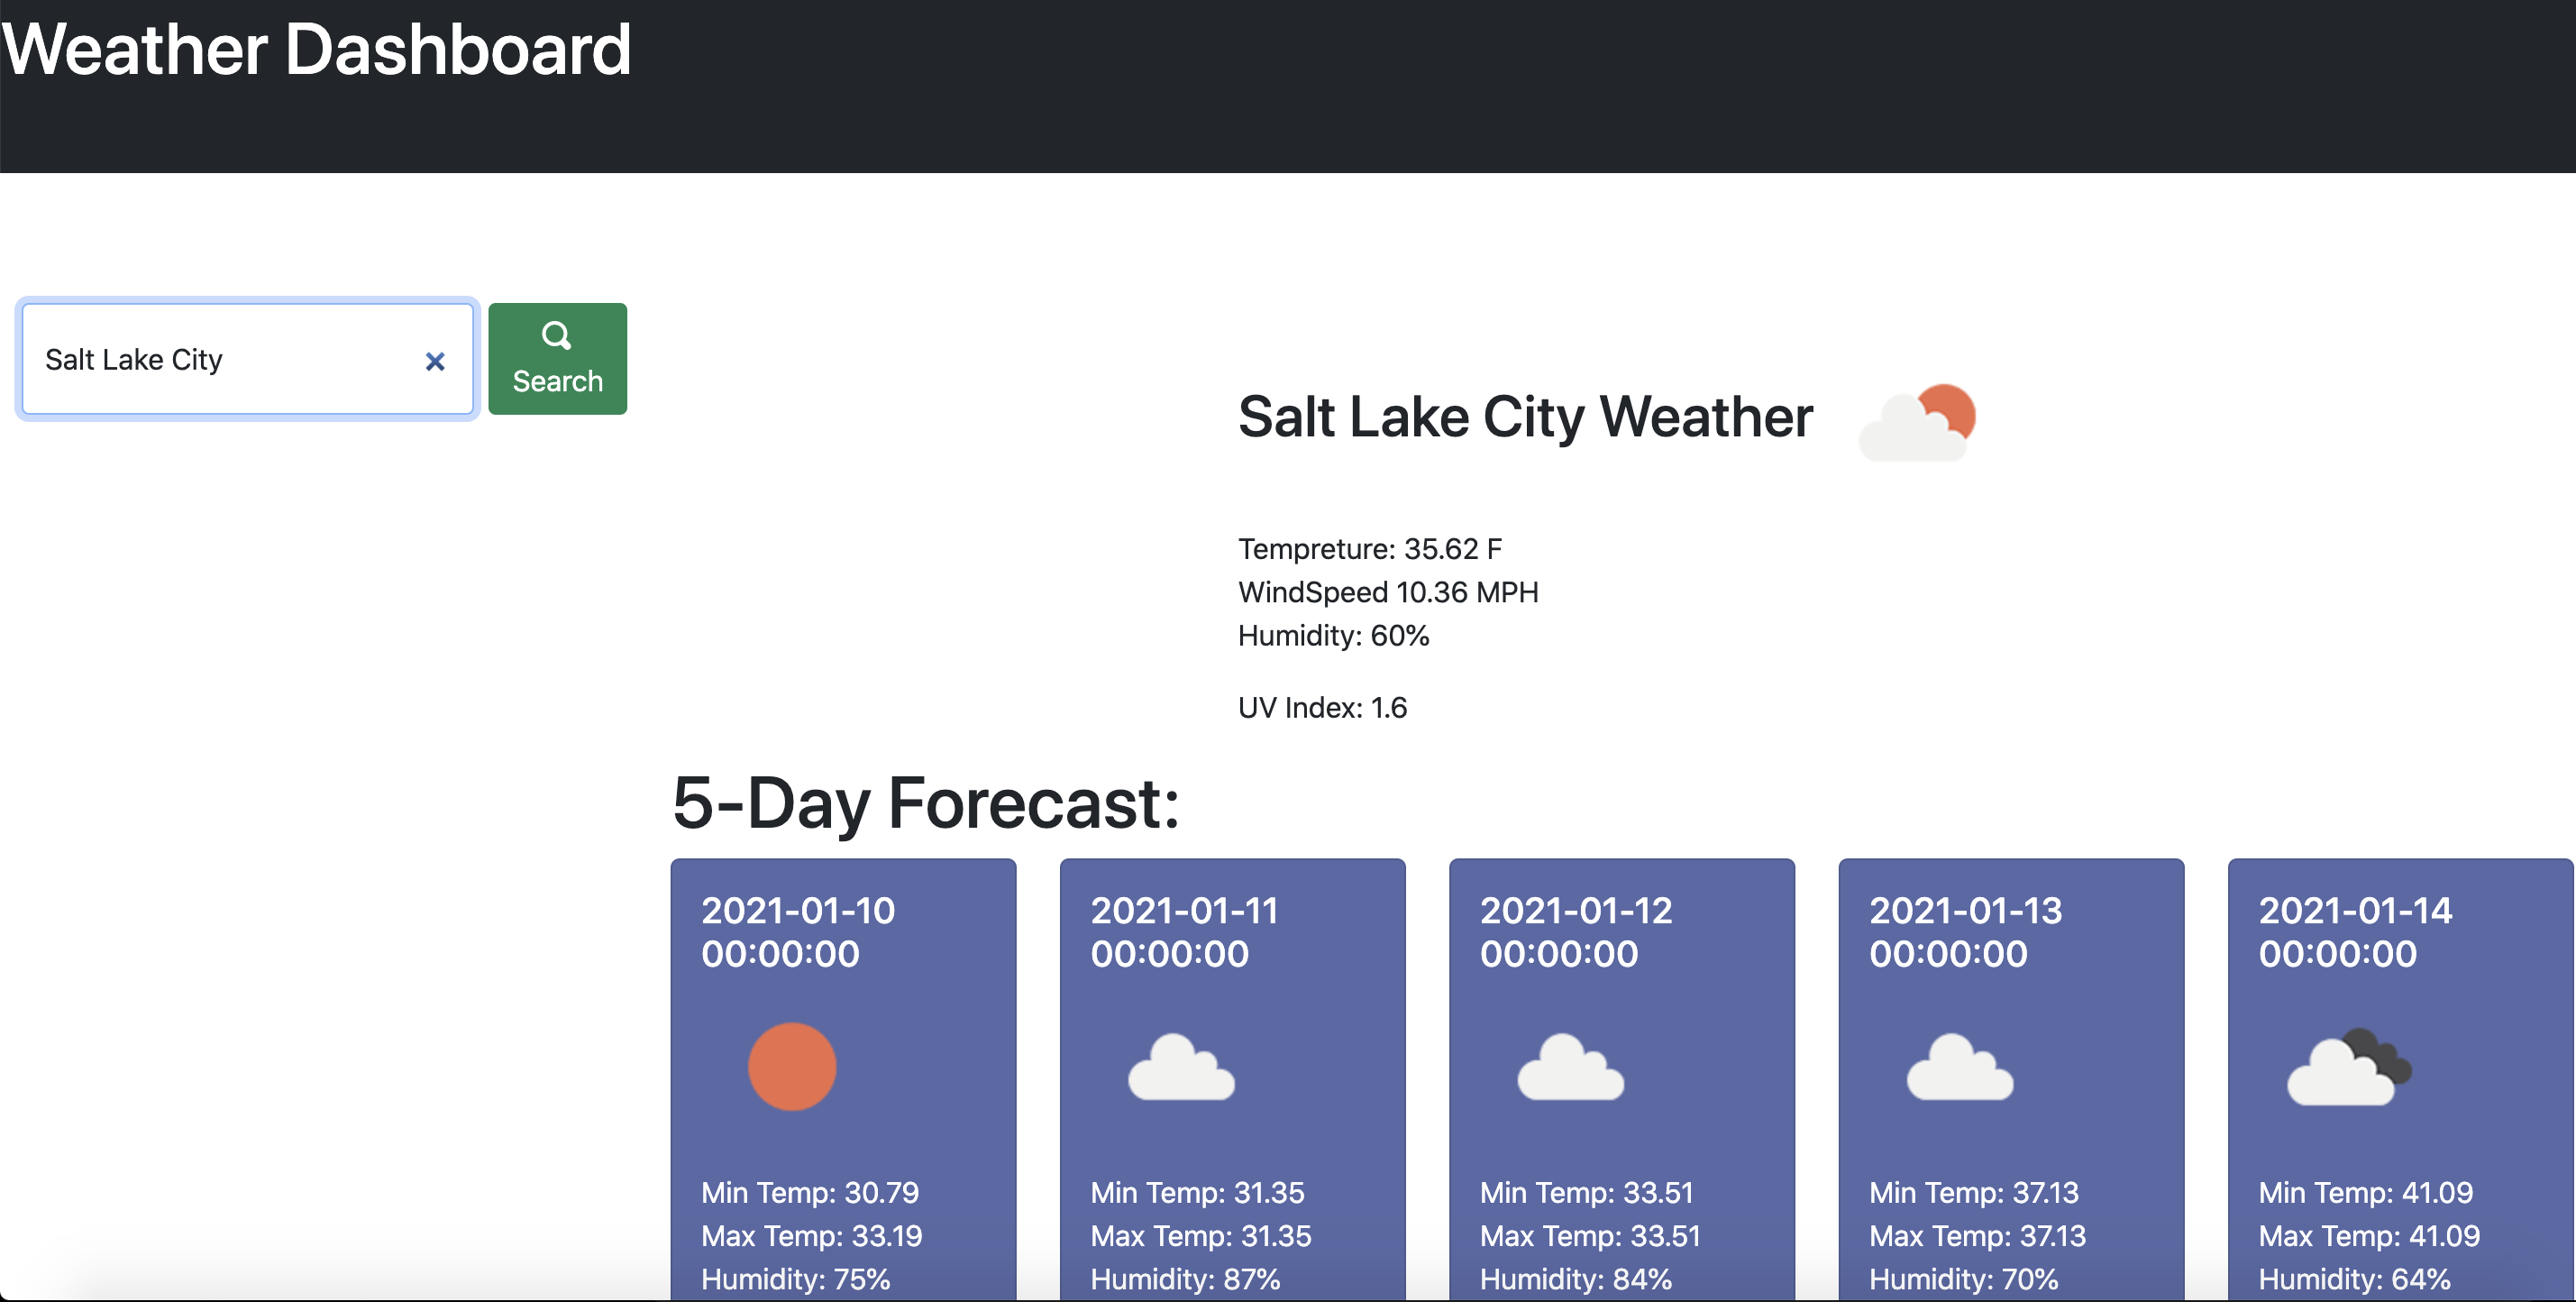 Weather Dashboard
Salt Lake City
Search
Salt Lake City Weather
Tempreture: 35.62 F
WindSpeed 10.36 MPH
Humidity: 60%
UV Index: 1.6
5-Day Forecast:
2021-01-10
00:00:00
Min Temp: 30.79
Max Temp: 33.19
Humidity: 75%
2021-01-11
00:00:00
Min Temp: 31.35
Max Temp: 31.35
Humidity: 87%
2021-01-12
00:00:00
Min Temp: 33.51
Max Temp: 33.51
Humidity: 84%
2021-01-13
00:00:00
Min Temp: 37.13
Max Temp: 37.13
Humidity: 70%
2021-01-14
00:00:00
Min Temp: 41.09
Max Temp: 41.09
Humidity: 64%